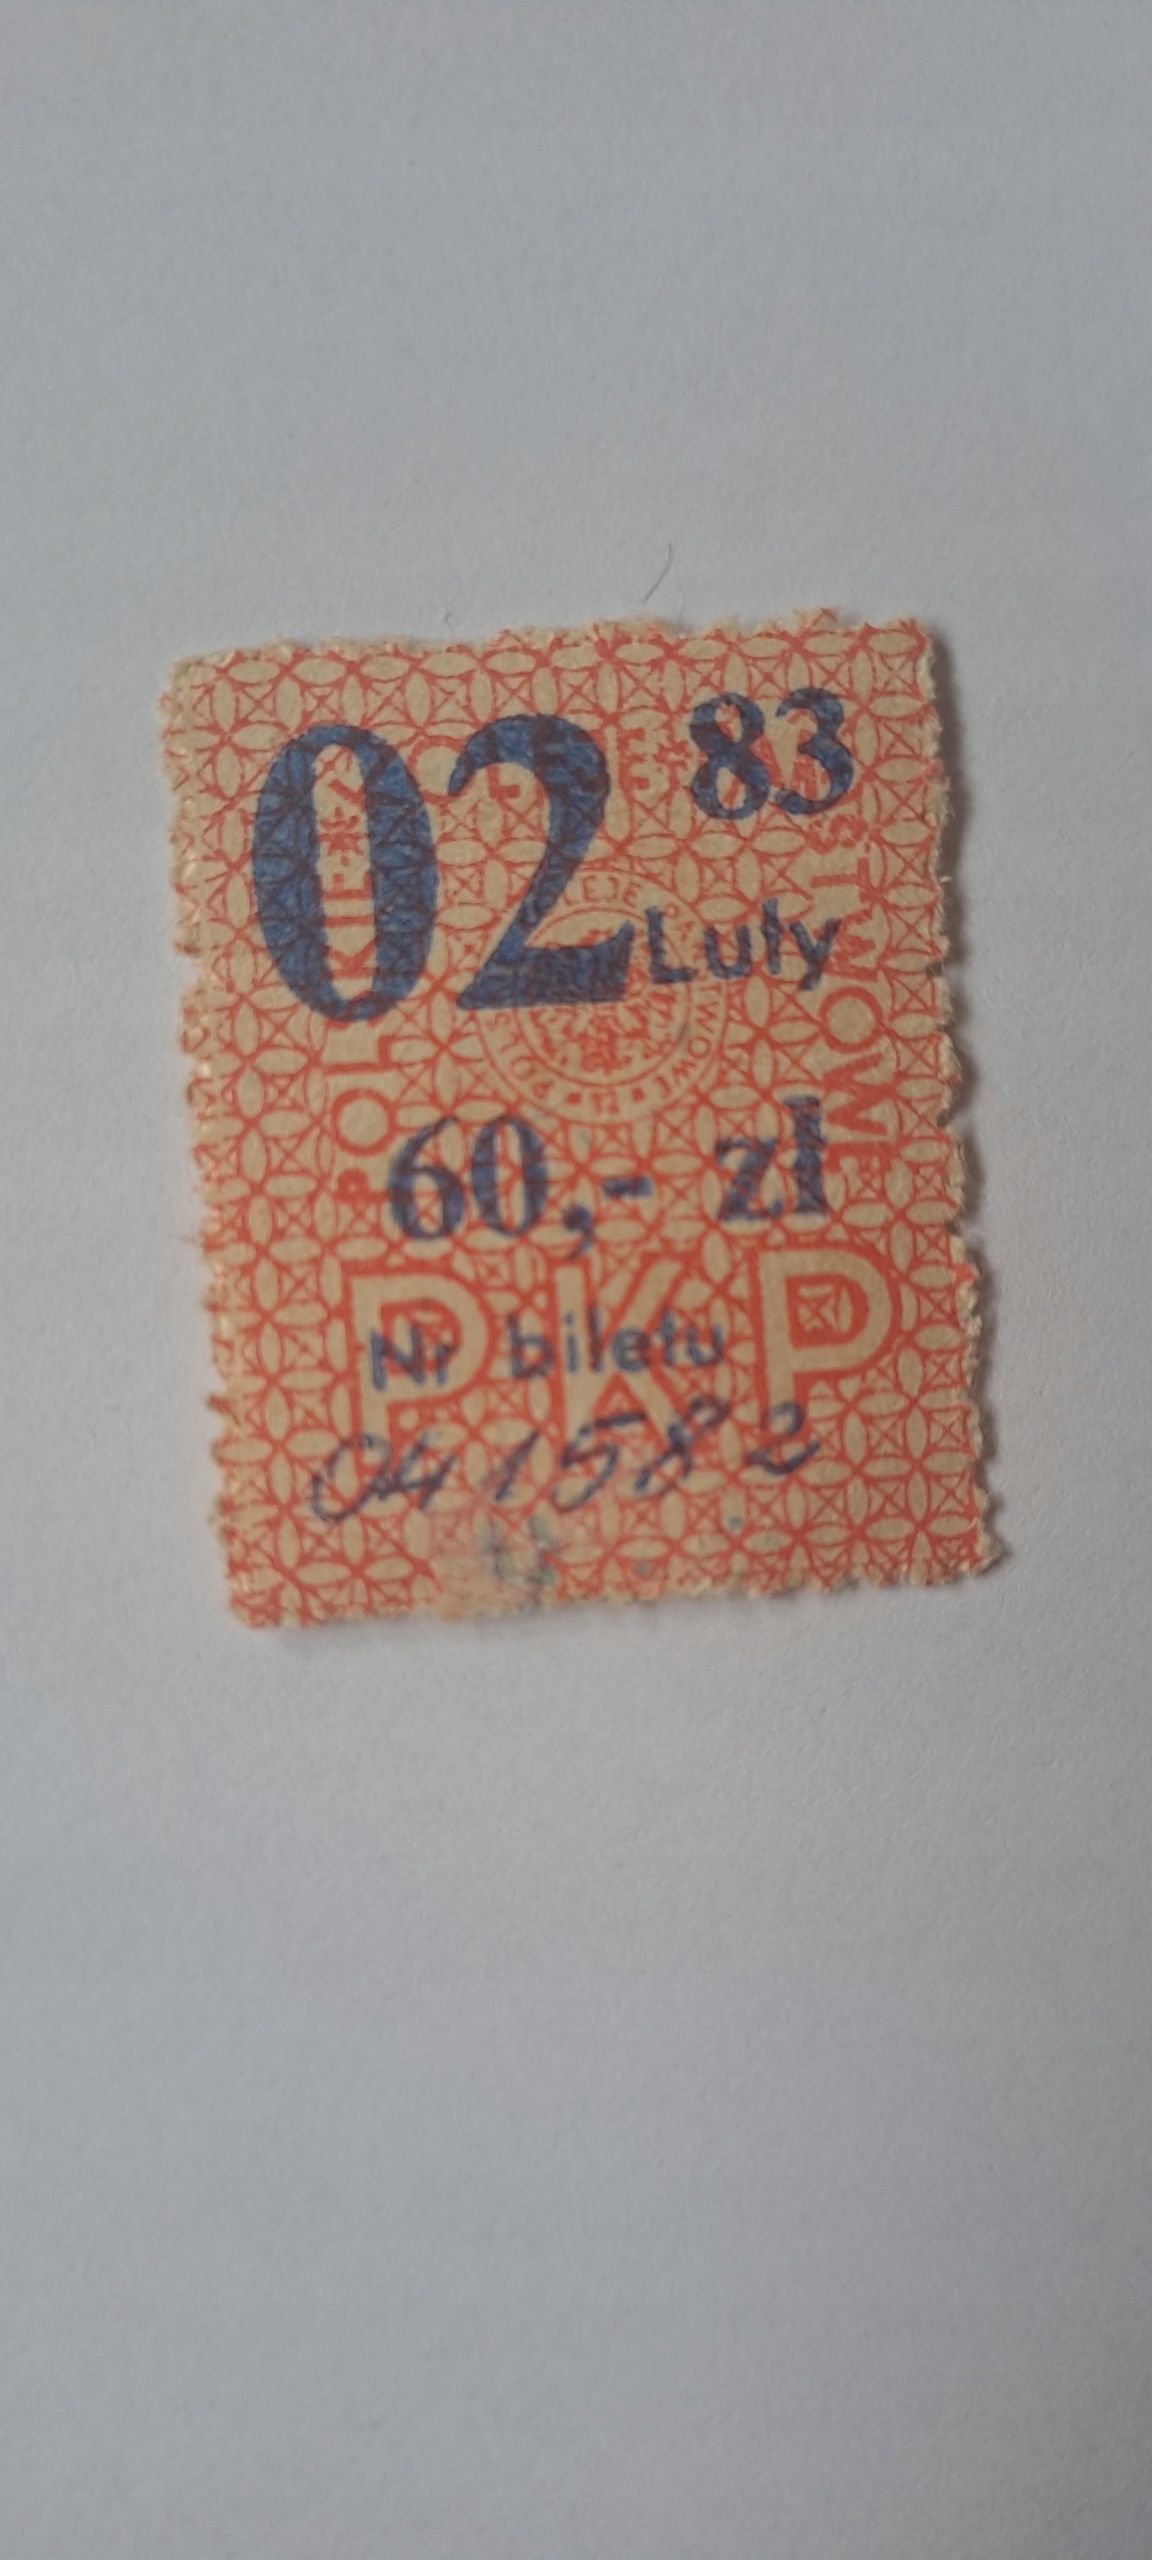 02 83
Luty
60,- zł
PKP
Nr biletu
041582